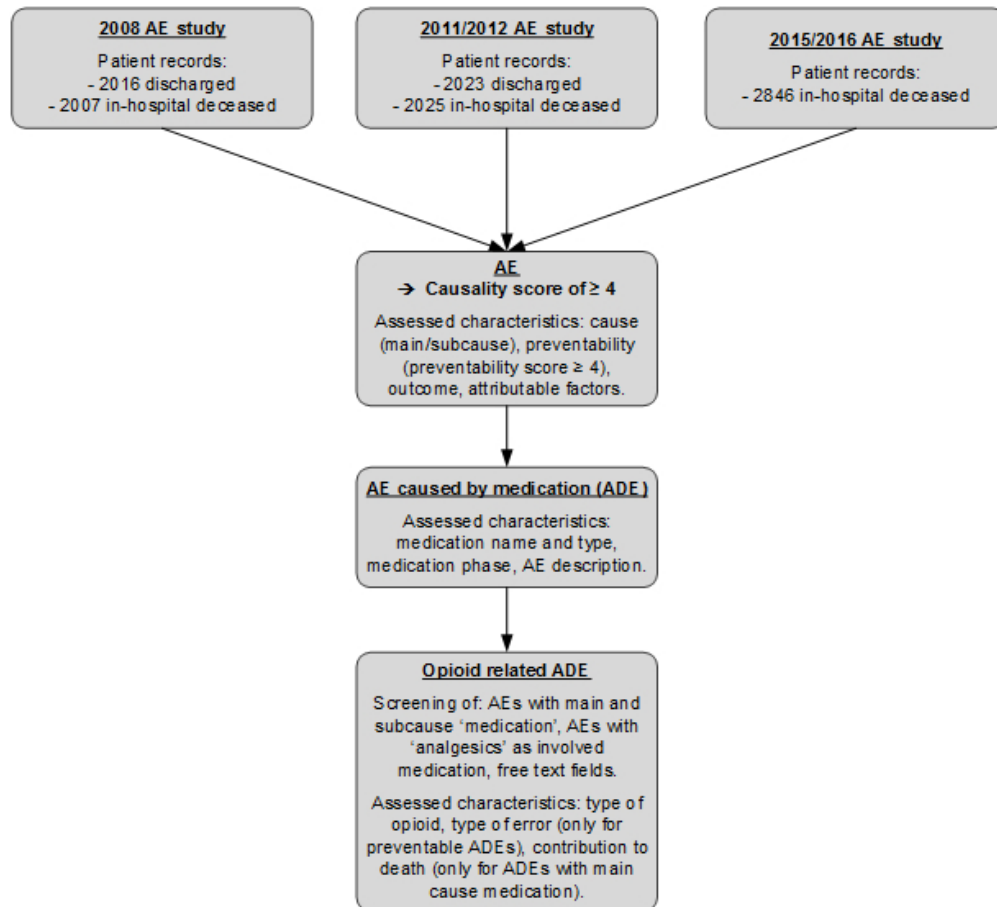 2008 AE study
Patient records:
- 2016 discharged
- 2007 in-hospital deceased
2011/2012 AE study
Patient records:
- 2023 discharged
- 2025 in-hospital deceased
2015/2016 AE study
Patient records:
- 2846 in-hospital deceased
AE
→ Causality score of ≥ 4
Assessed characteristics: cause
(main/subcause), preventability
(preventability score ≥ 4),
outcome, attributable factors.
AE caused by medication (ADE)
Assessed characteristics:
medication name and type,
medication phase, AE description.
Opioid related ADE
Screening of: AEs with main and
subcause ‘medication’, AEs with
‘analgesics’ as involved
medication, free text fields.
Assessed characteristics: type of
opioid, type of error (only for
preventable ADEs), contribution to
death (only for ADEs with main
cause medication).